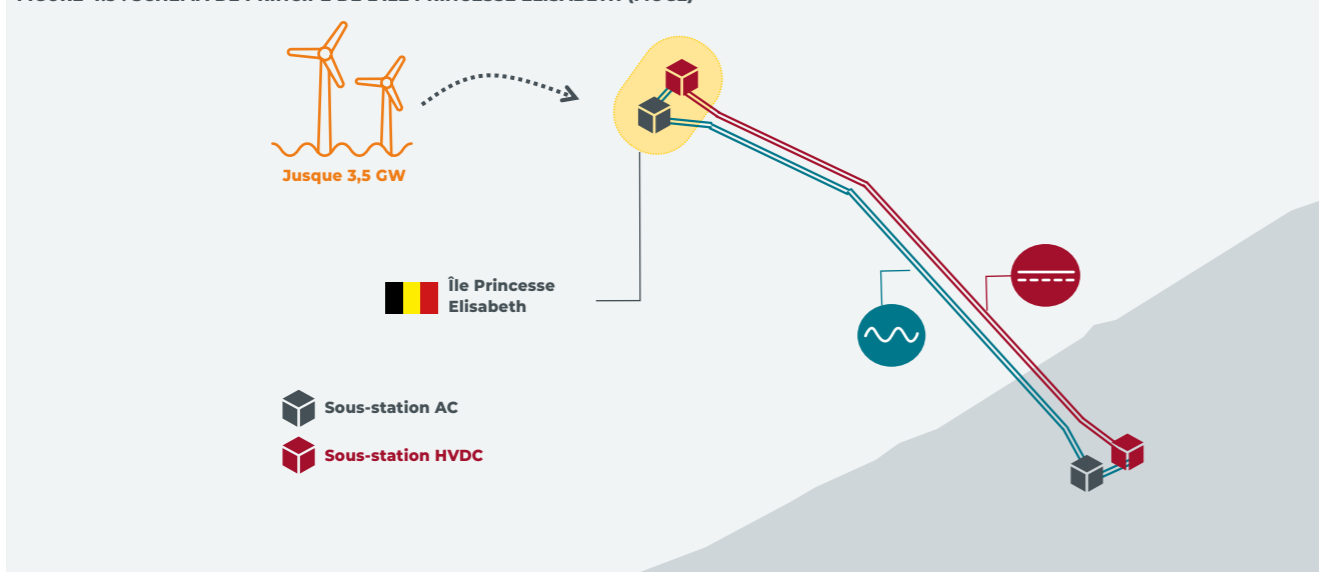 Jusque 3,5 GW
Île Princesse
Elisabeth
Sous-station AC
Sous-station HVDC